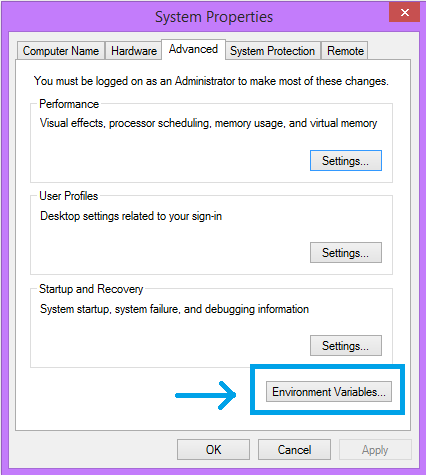 System Properties
Computer Name Hardware Advanced System Protection Remote
You must be logged on as an Administrator to make most of these changes.
Performance
Visual effects, processor scheduling, memory usage, and virtual memory
Settings...
User Profiles
Desktop settings related to your sign-in
Settings...
Startup and Recovery
System startup, system failure, and debugging information
Settings...
Environment Variables...
OK Cancel Apply